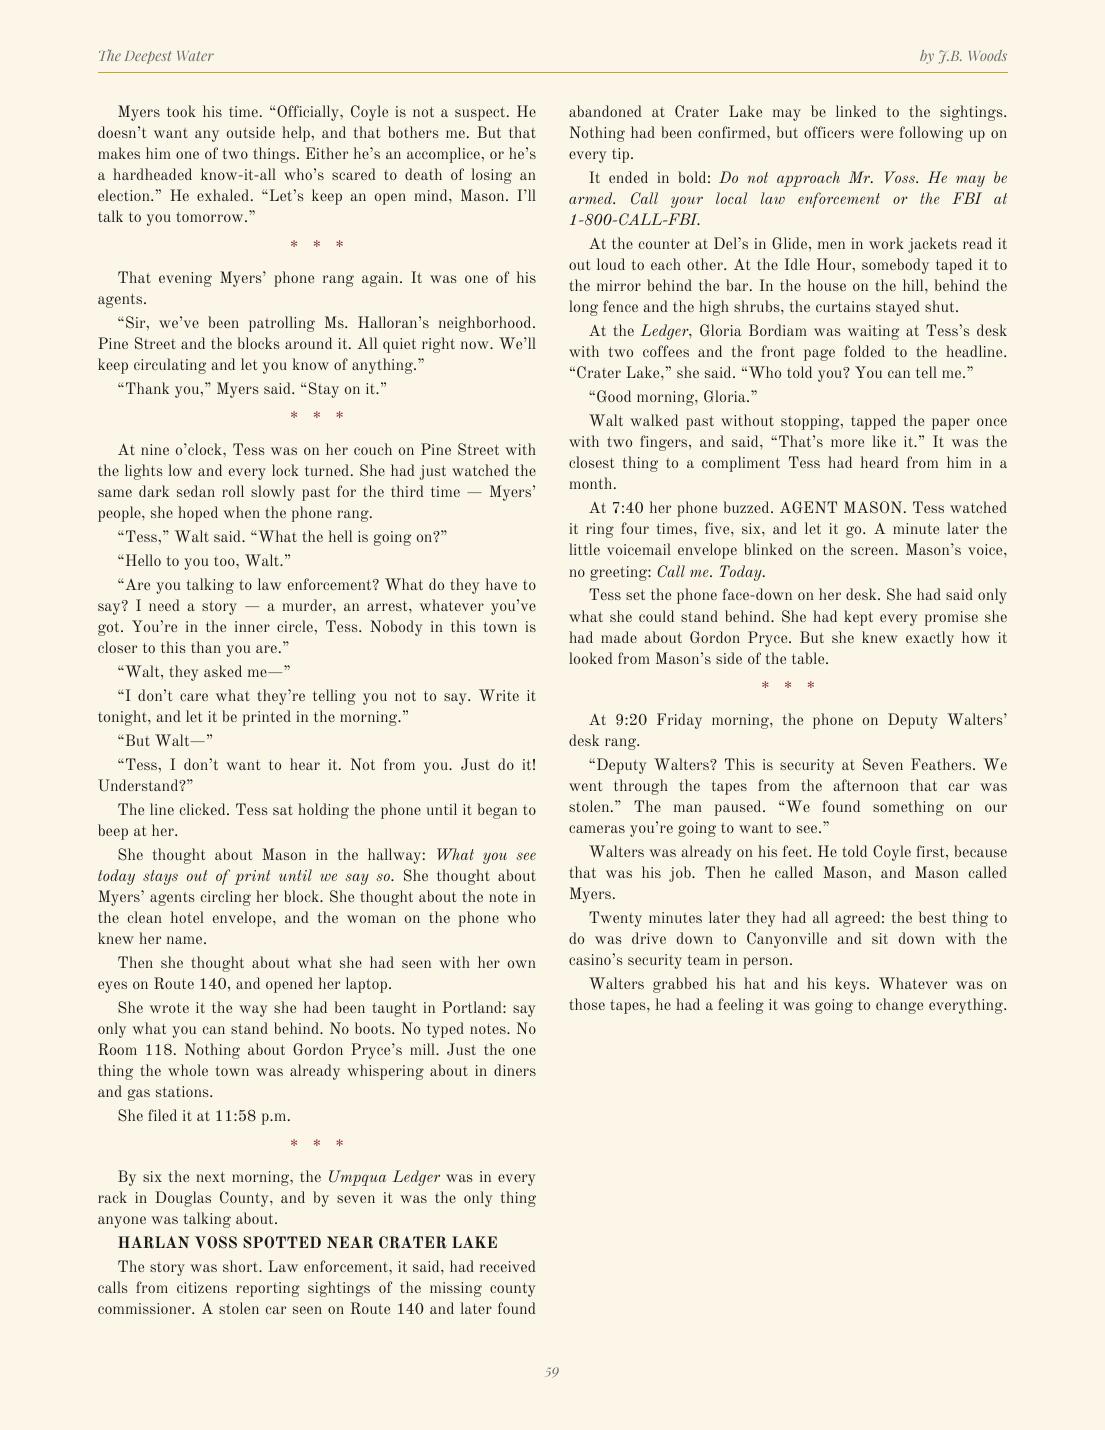 The Deepest Water
by J.B. Woods
Myers took his time. “Officially, Coyle is not a suspect. He
doesn’t want any outside help, and that bothers me. But that
makes him one of two things. Either he’s an accomplice, or he’s
a hardheaded know-it-all who’s scared to death of losing an
election.” He exhaled. “Let’s keep an open mind, Mason. I’ll
talk to you tomorrow.”
* * *
That evening Myers’ phone rang again. It was one of his
agents.
“Sir, we’ve been patrolling Ms. Halloran’s neighborhood.
Pine Street and the blocks around it. All quiet right now. We’ll
keep circulating and let you know of anything.”
“Thank you,” Myers said. “Stay on it.”
* * *
At nine o’clock, Tess was on her couch on Pine Street with
the lights low and every lock turned. She had just watched the
same dark sedan roll slowly past for the third time — Myers’
people, she hoped when the phone rang.
“Tess,” Walt said. “What the hell is going on?”
“Hello to you too, Walt.”
“Are you talking to law enforcement? What do they have to
say? I need a story — a murder, an arrest, whatever you’ve
got. You’re in the inner circle, Tess. Nobody in this town is
closer to this than you are.”
“Walt, they asked me—”
“I don’t care what they’re telling you not to say. Write it
tonight, and let it be printed in the morning.”
“But Walt—”
“Tess, I don’t want to hear it. Not from you. Just do it!
Understand?”
The line clicked. Tess sat holding the phone until it began to
beep at her.
She thought about Mason in the hallway: What you see
today stays out of print until we say so. She thought about
Myers’ agents circling her block. She thought about the note in
the clean hotel envelope, and the woman on the phone who
knew her name.
Then she thought about what she had seen with her own
eyes on Route 140, and opened her laptop.
She wrote it the way she had been taught in Portland: say
only what you can stand behind. No boots. No typed notes. No
Room 118. Nothing about Gordon Pryce’s mill. Just the one
thing the whole town was already whispering about in diners
and gas stations.
She filed it at 11:58 p.m.
* * *
By six the next morning, the Umpqua Ledger was in every
rack in Douglas County, and by seven it was the only thing
anyone was talking about.
HARLAN VOSS SPOTTED NEAR CRATER LAKE
The story was short. Law enforcement, it said, had received
calls from citizens reporting sightings of the missing county
commissioner. A stolen car seen on Route 140 and later found
abandoned at Crater Lake may be linked to the sightings.
Nothing had been confirmed, but officers were following up on
every tip.
It ended in bold: Do not approach Mr. Voss. He may be
armed. Call your local law enforcement or the FBI at
1-800-CALL-FBI.
At the counter at Del’s in Glide, men in work jackets read it
out loud to each other. At the Idle Hour, somebody taped it to
the mirror behind the bar. In the house on the hill, behind the
long fence and the high shrubs, the curtains stayed shut.
At the Ledger, Gloria Bordiam was waiting at Tess’s desk
with two coffees and the front page folded to the headline.
“Crater Lake,” she said. “Who told you? You can tell me.”
“Good morning, Gloria.”
Walt walked past without stopping, tapped the paper once
with two fingers, and said, “That’s more like it.” It was the
closest thing to a compliment Tess had heard from him in a
month.
At 7:40 her phone buzzed. AGENT MASON. Tess watched
it ring four times, five, six, and let it go. A minute later the
little voicemail envelope blinked on the screen. Mason’s voice,
no greeting: Call me. Today.
Tess set the phone face-down on her desk. She had said only
what she could stand behind. She had kept every promise she
had made about Gordon Pryce. But she knew exactly how it
looked from Mason’s side of the table.
* * *
At 9:20 Friday morning, the phone on Deputy Walters’
desk rang.
“Deputy Walters? This is security at Seven Feathers. We
went through the tapes from the afternoon that car was
stolen.” The man paused. “We found something on our
cameras you’re going to want to see.”
Walters was already on his feet. He told Coyle first, because
that was his job. Then he called Mason, and Mason called
Myers.
Twenty minutes later they had all agreed: the best thing to
do was drive down to Canyonville and sit down with the
casino’s security team in person.
Walters grabbed his hat and his keys. Whatever was on
those tapes, he had a feeling it was going to change everything.
59